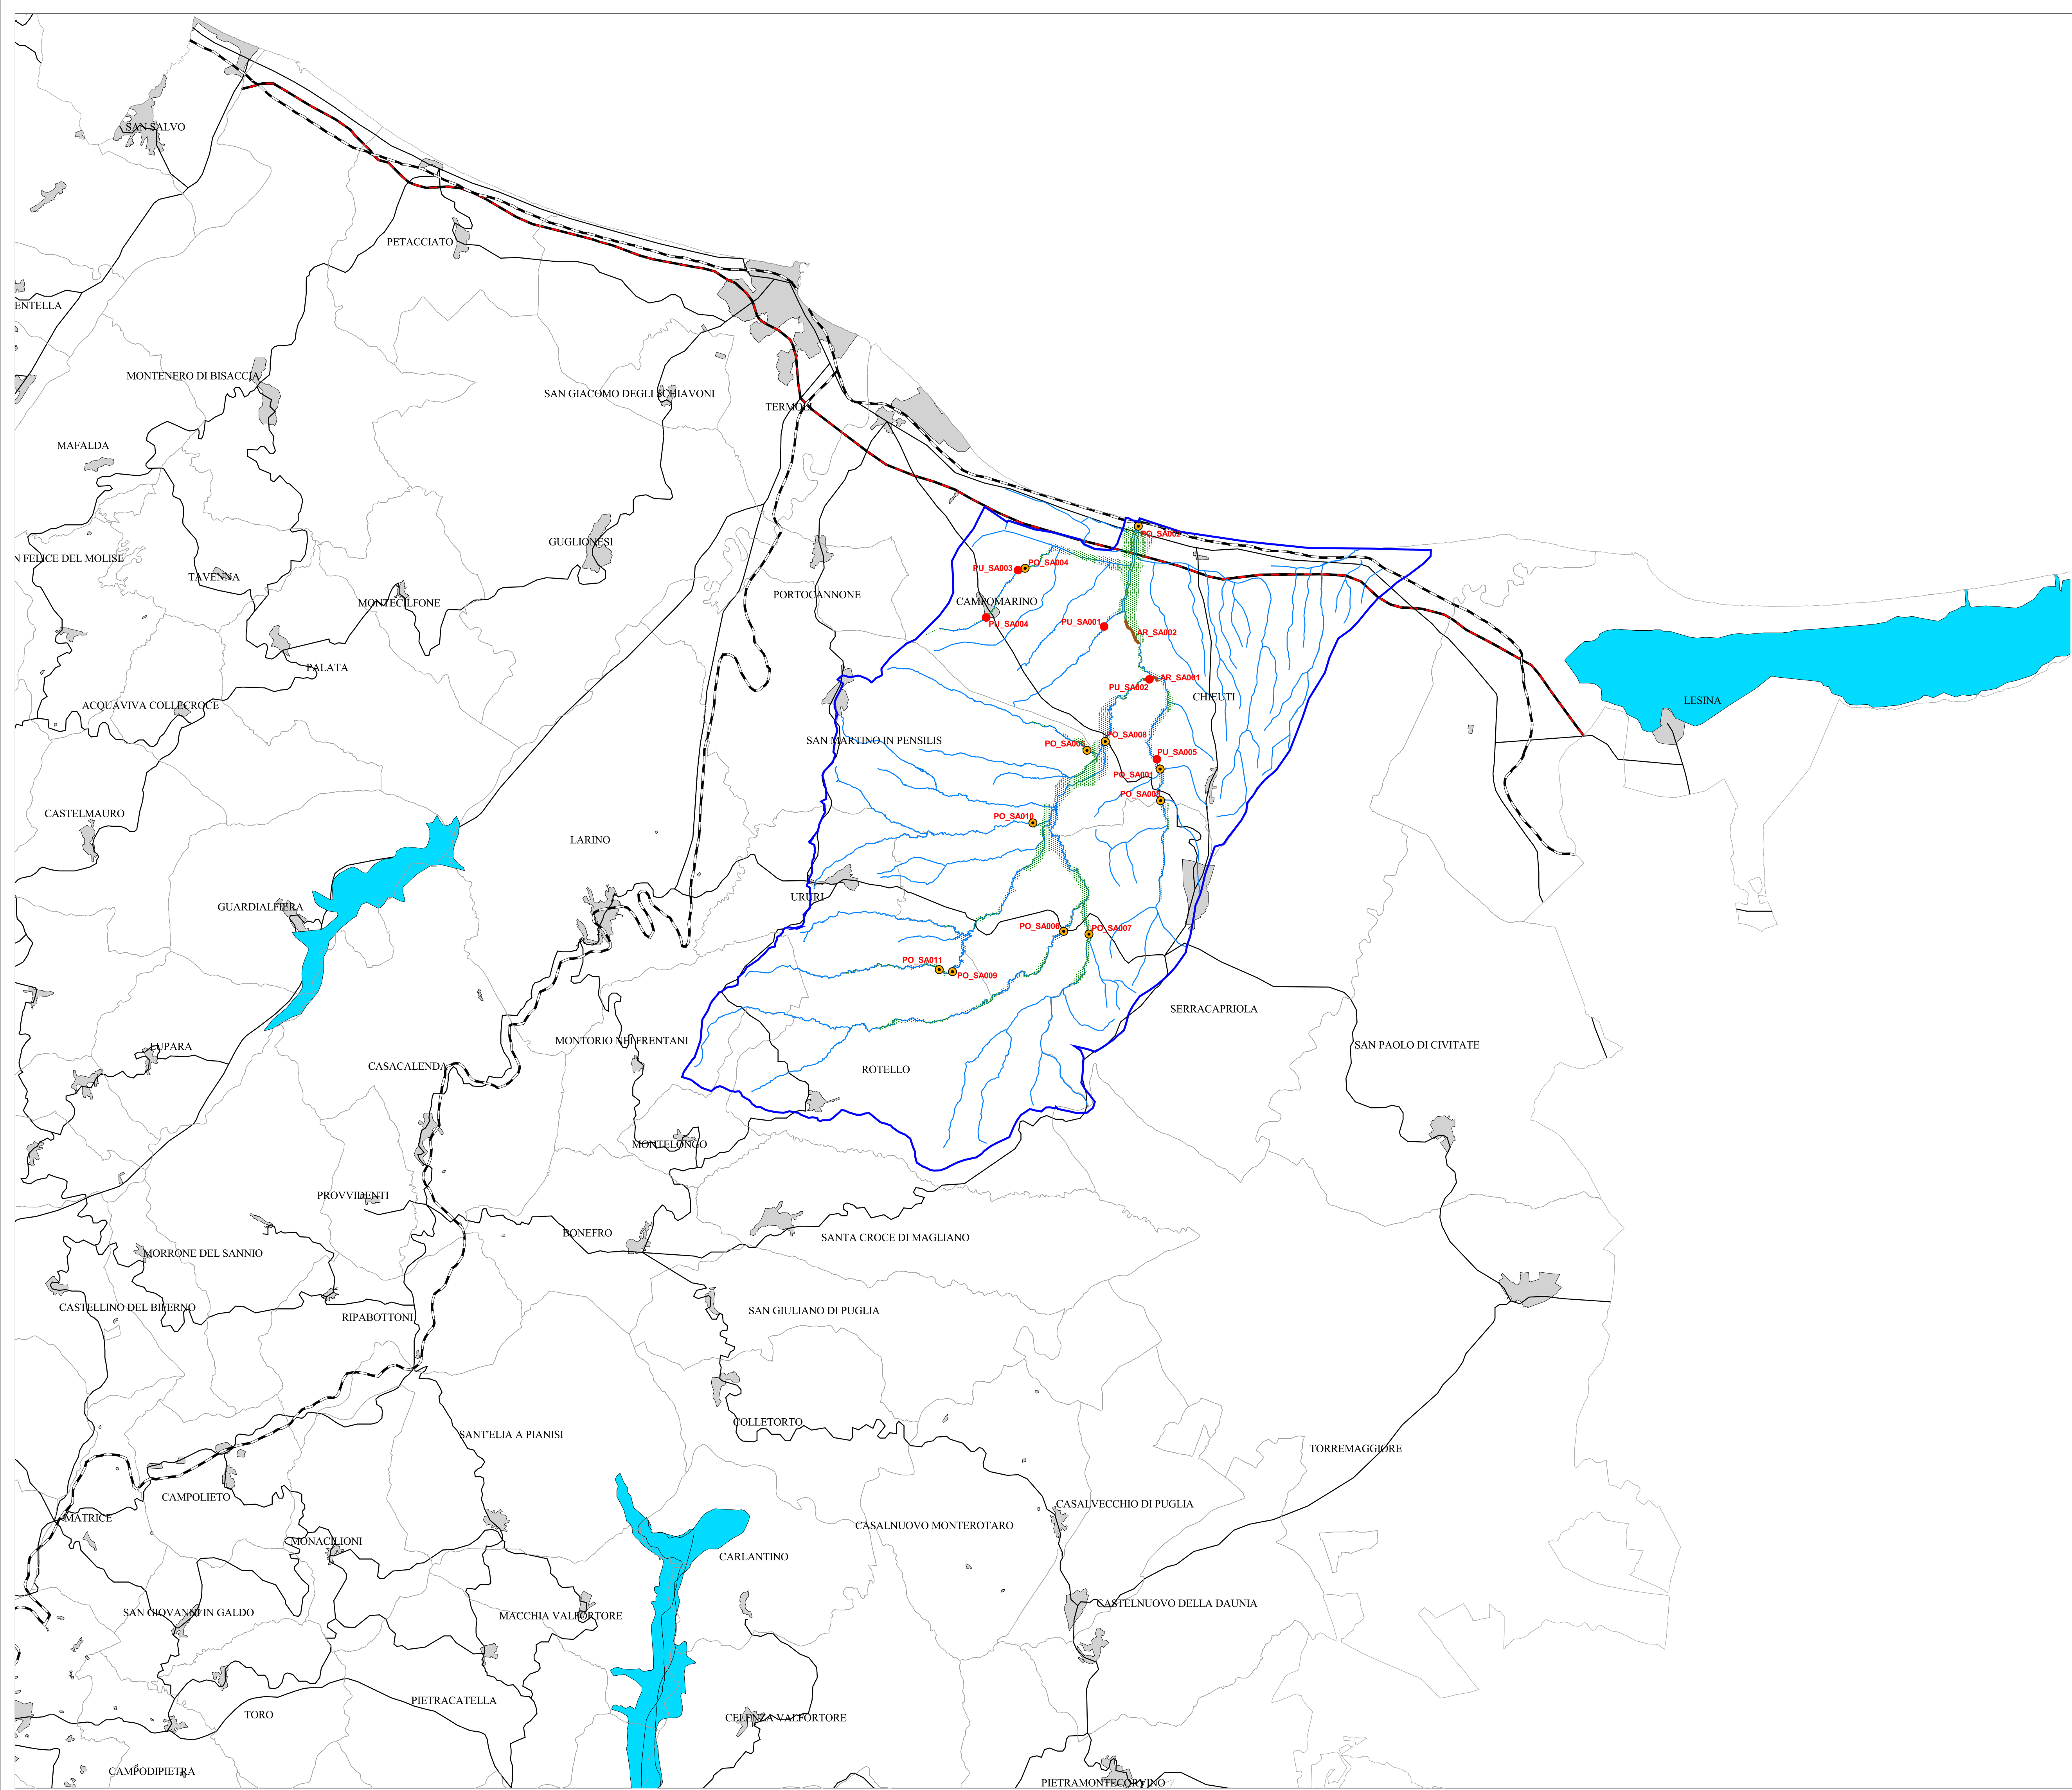 SAN SALVO
PETACCIATO
ENTELLA
MONTENERO DI BISACCIA
SAN GIACOMO DEGLI SCHIAVONI
TERMOLI
MAFALDA
GUGLIONESI
PO_SA002
N FELICE DEL MOLISE
PO_SA004
PU_SA003
TAVENNA
PORTOCANNONE
MONTECILFONE
CAMPOMARINO
PU_SA004
PU_SA001
AR_SA002
PALATA
AR_SA001
PU_SA002
CHIEUTI
LESINA
ACQUAVIVA COLLECROCE
PO_SA008
SAN MARTINO IN PENSILIS
PU_SA005
PO_SA001
CASTELMAURO
PO_SA010
LARINO
URURI
GUARDIALFIERA
PO_SA006
PO_SA007
PO_SA011
PO_SA009
SERRACAPRIOLA
MONTORIO NEI FRENTANI
LUPARA
SAN PAOLO DI CIVITATE
CASACALENDA
ROTELLO
MONTELONGO
PROVVIDENTI
BONEFRO
SANTA CROCE DI MAGLIANO
MORRONE DEL SANNIO
CASTELLINO DEL BIFERNO
RIPABOTTONI
SAN GIULIANO DI PUGLIA
COLLETORTO
SANT'ELIA A PIANISI
TORREMAGGIORE
CAMPOLIETO
CASALVECCHIO DI PUGLIA
MATRICE
CASALNUOVO MONTEROTARO
MONACILIONI
CARLANTINO
CASTELNUOVO DELLA DAUNIA
SAN GIOVANNI IN GALDO
MACCHIA VALFORTORE
PIETRACATELLA
TORO
CELENZA VALFORTORE
CAMPODIPIETRA
PIETRAMONTECORVINO